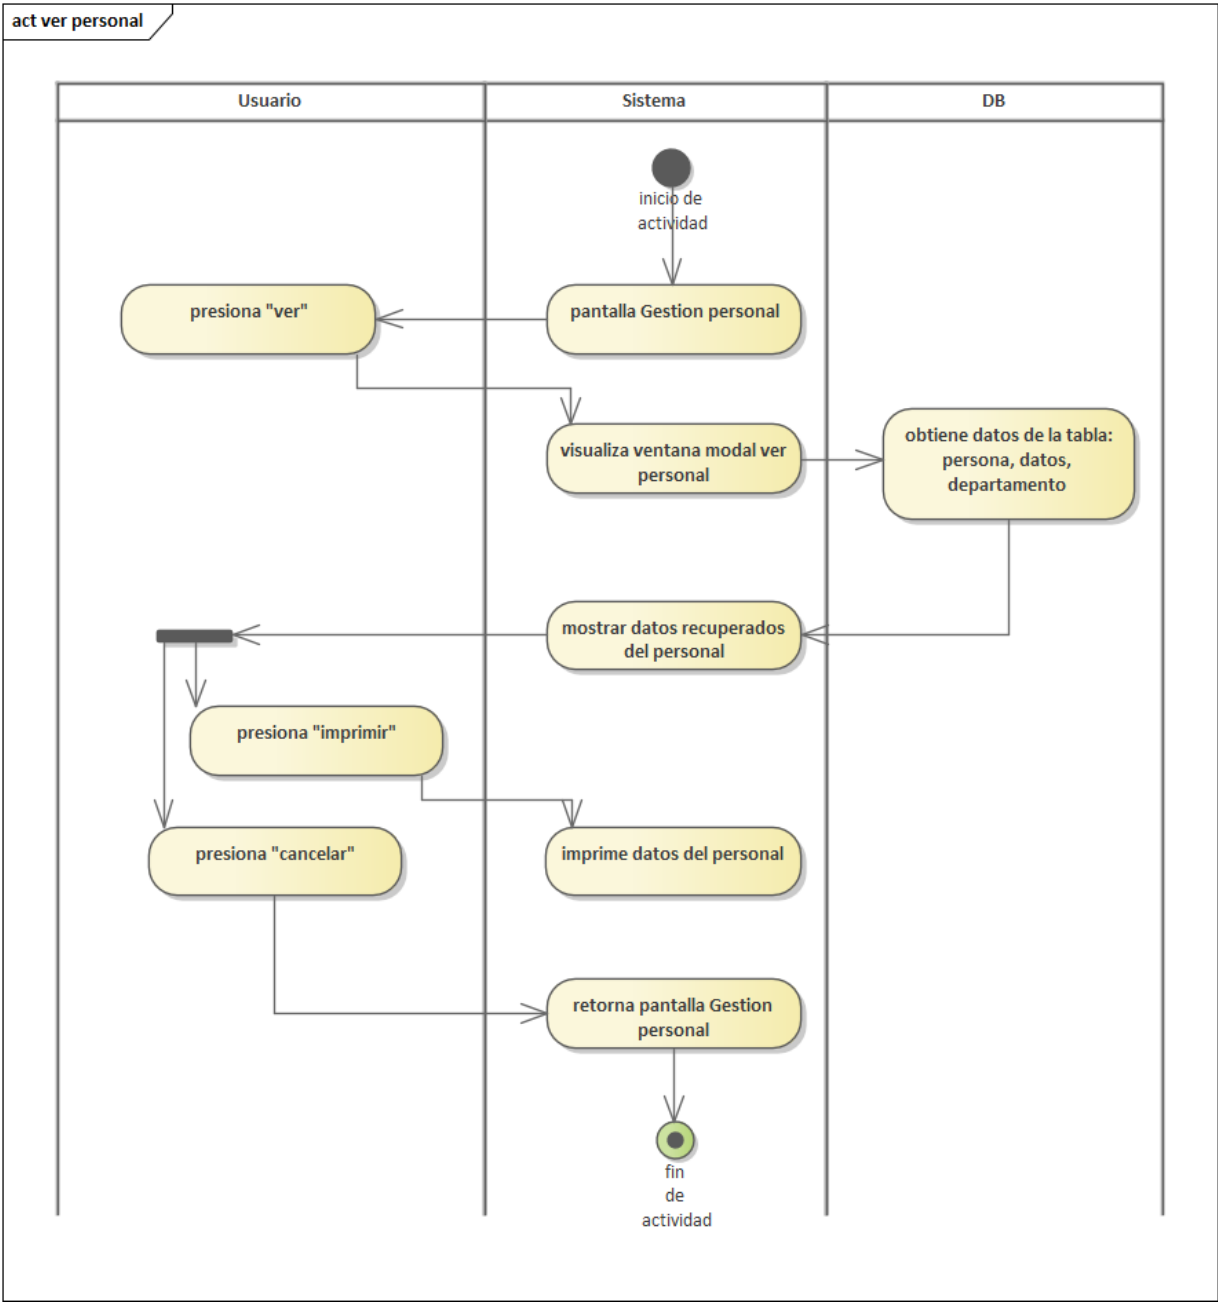 act ver personal
Usuario
Sistema
DB
inicio de
actividad
presiona "ver"
pantalla Gestion personal
visualiza ventana modal ver
personal
obtiene datos de la tabla:
persona, datos,
departamento
mostrar datos recuperados
del personal
presiona "imprimir"
presiona "cancelar"
imprime datos del personal
retorna pantalla Gestion
personal
fin
de
actividad